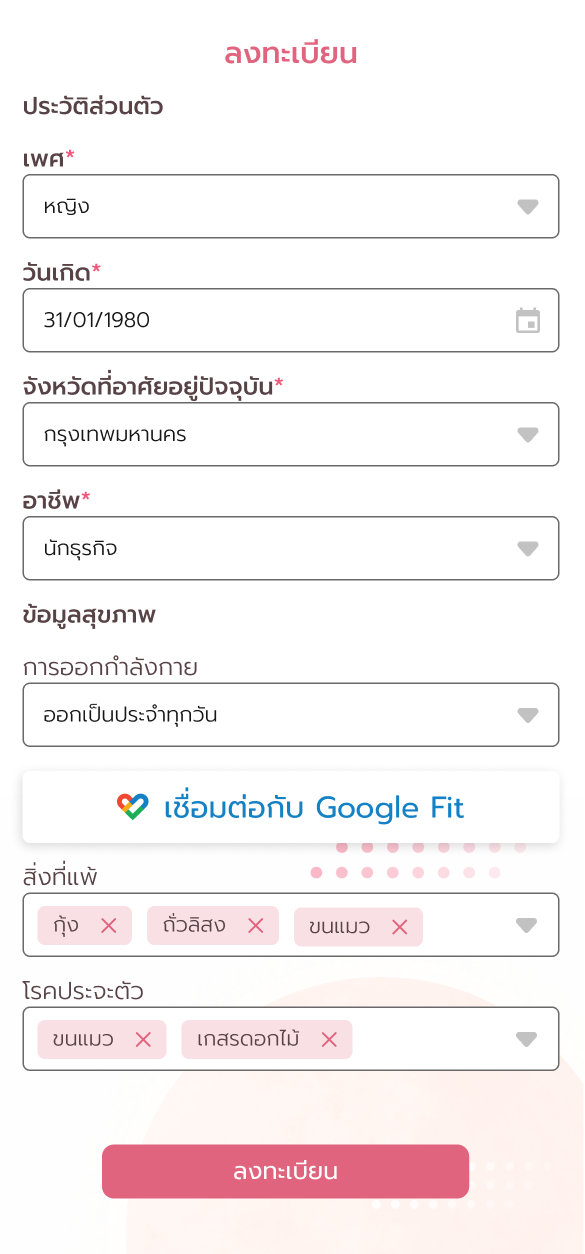 ลงทะเบียน
ประวัติส่วนตัว
เพศ*
หญิง
วันเกิด*
31/01/1980
จังหวัดที่อาศัยอยู่ปัจจุบัน*
กรุงเทพมหานคร
อาชีพ*
นักธุรกิจ
ข้อมูลสุขภาพ
การออกกำลังกาย
ออกเป็นประจำทุกวัน
เชื่อมต่อกับ Google Fit
สิ่งที่แพ้
กุ้ง ถั่วลิสง ขนแมว
โรคประจะตัว
ขนแมว เกสรดอกไม้
ลงทะเบียน